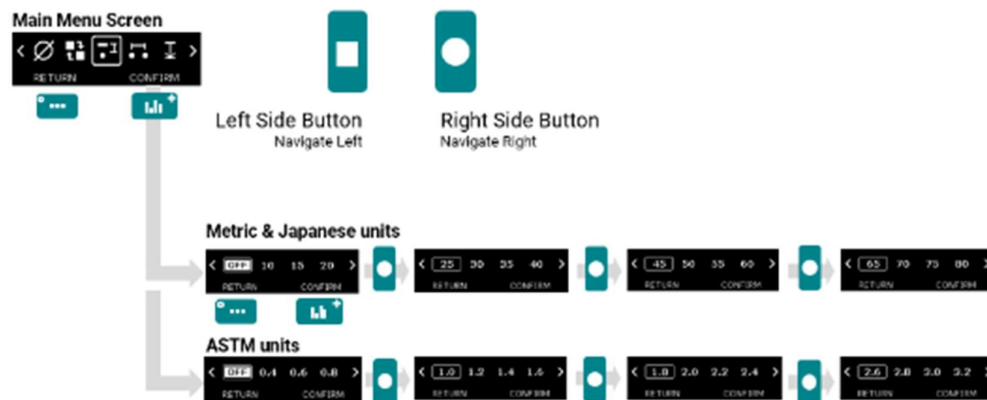 Main Menu Screen
RETURN CONFIRM
Left Side Button
Navigate Left
Right Side Button
Navigate Right
Metric & Japanese units
OFF 10 15 20
RETURN CONFIRM
25 30 35 40
RETURN CONFIRM
45 50 55 60
RETURN CONFIRM
65 70 75 80
RETURN CONFIRM
ASTM units
OFF 0.4 0.6 0.8
RETURN CONFIRM
1.0 1.2 1.4 1.6
RETURN CONFIRM
1.8 2.0 2.2 2.4
RETURN CONFIRM
2.6 2.8 3.0 3.2
RETURN CONFIRM